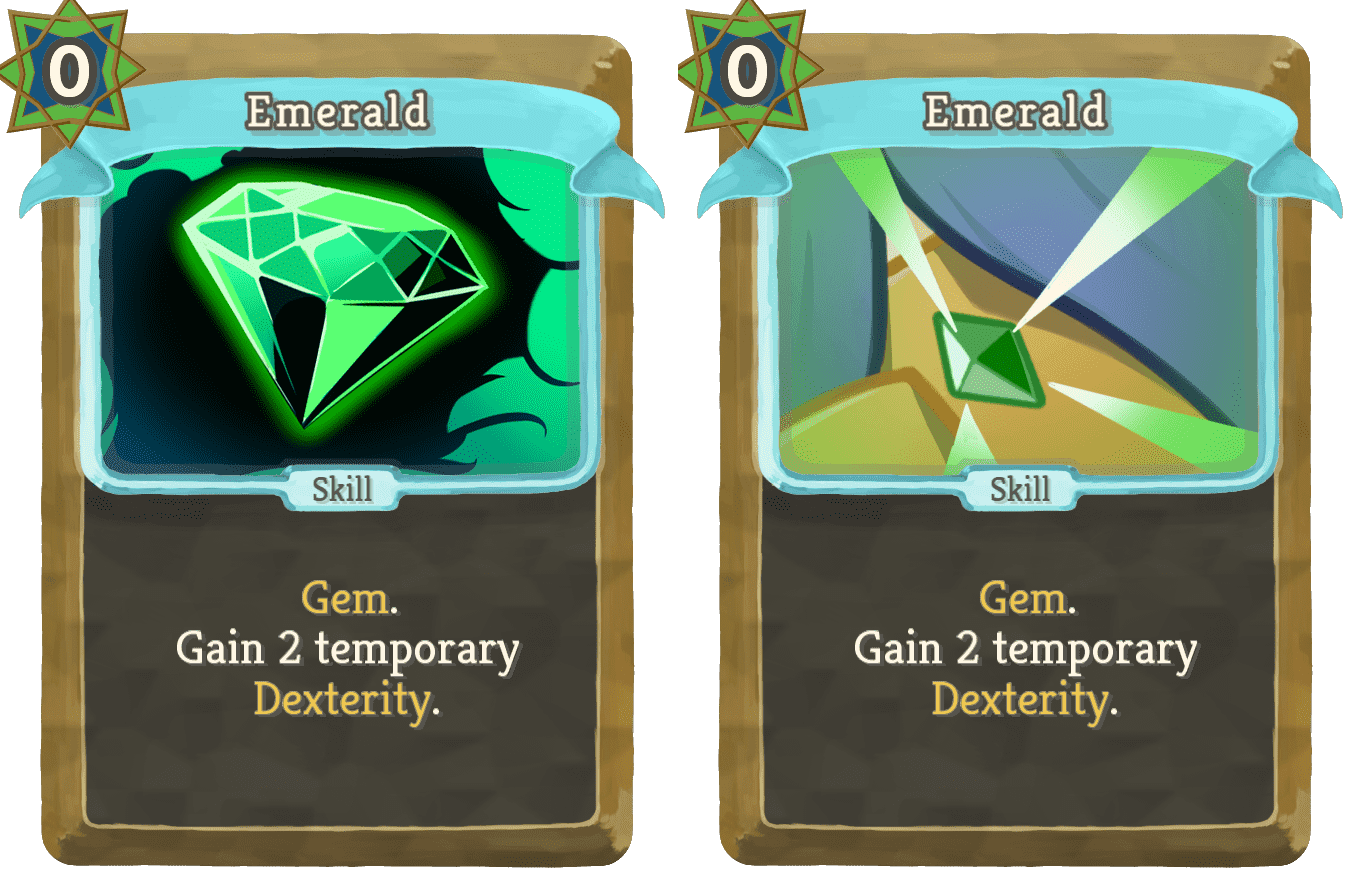 0
Emerald
Skill
Gem.
Gain 2 temporary
Dexterity.
0
Emerald
Skill
Gem.
Gain 2 temporary
Dexterity.